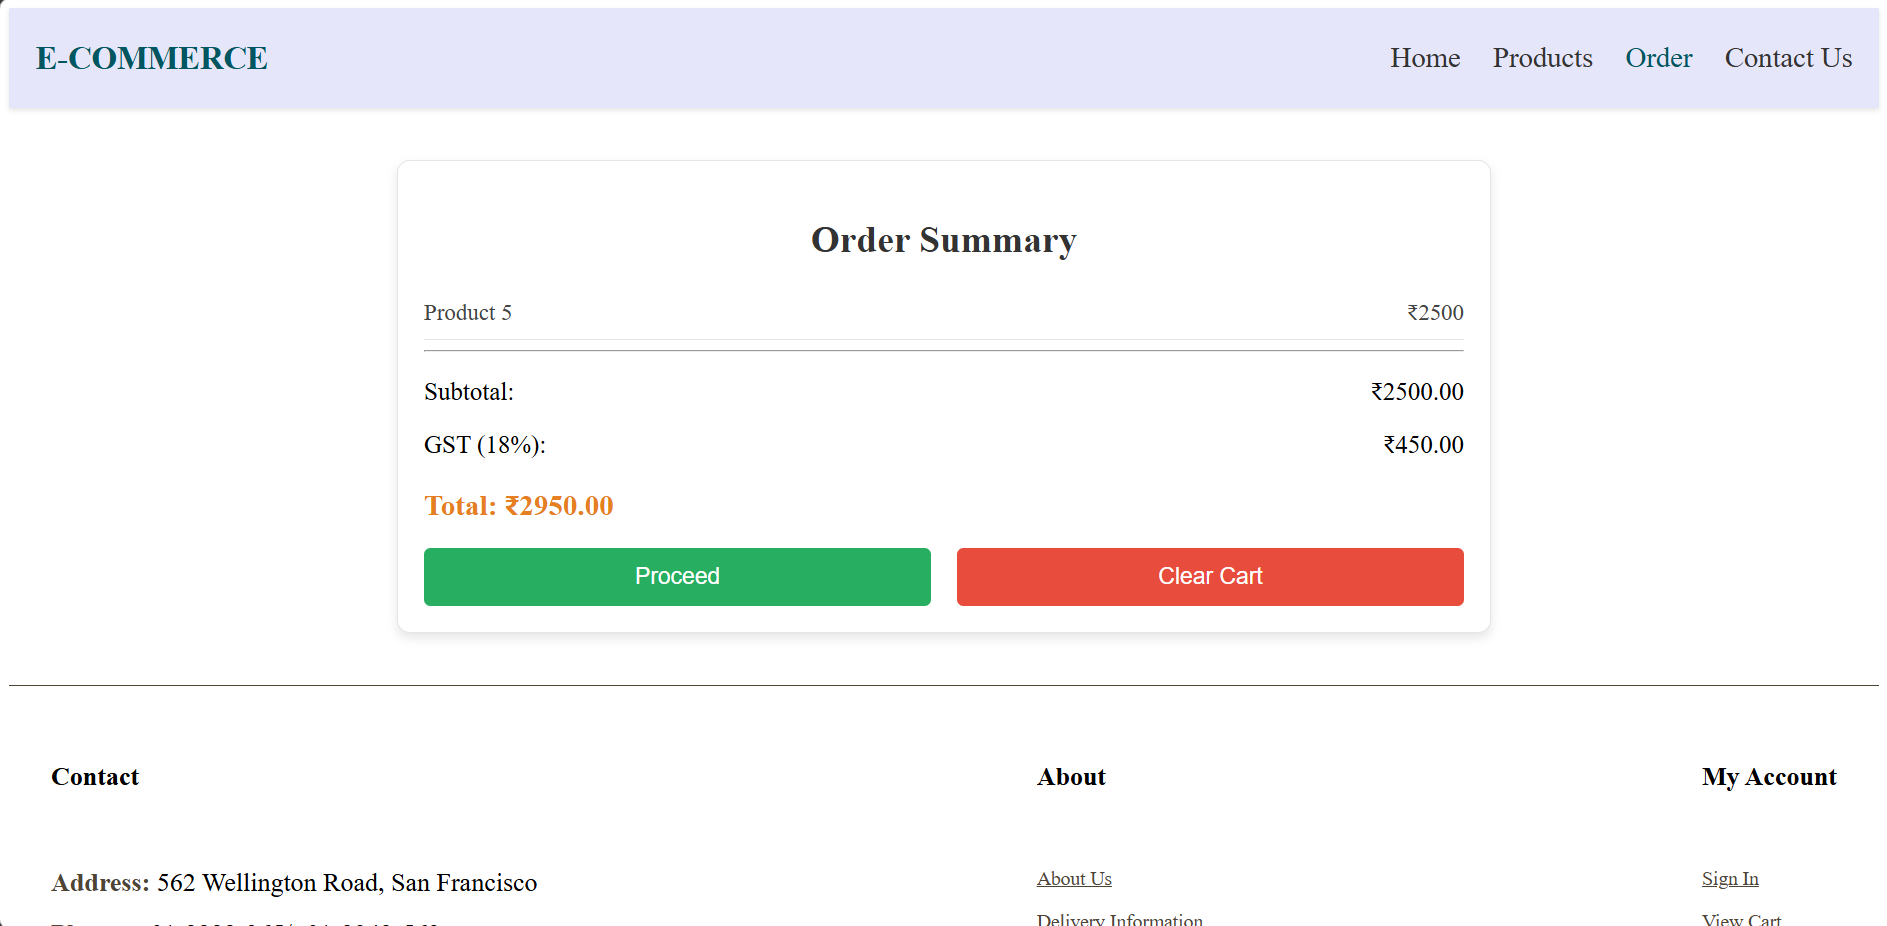 E-COMMERCE
Home Products Order Contact Us
Order Summary
Product 5 ₹2500
Subtotal: ₹2500.00
GST (18%): ₹450.00
Total: ₹2950.00
Proceed Clear Cart
Contact About My Account
Address: 562 Wellington Road, San Francisco
About Us Sign In
Delivery Information View Cart